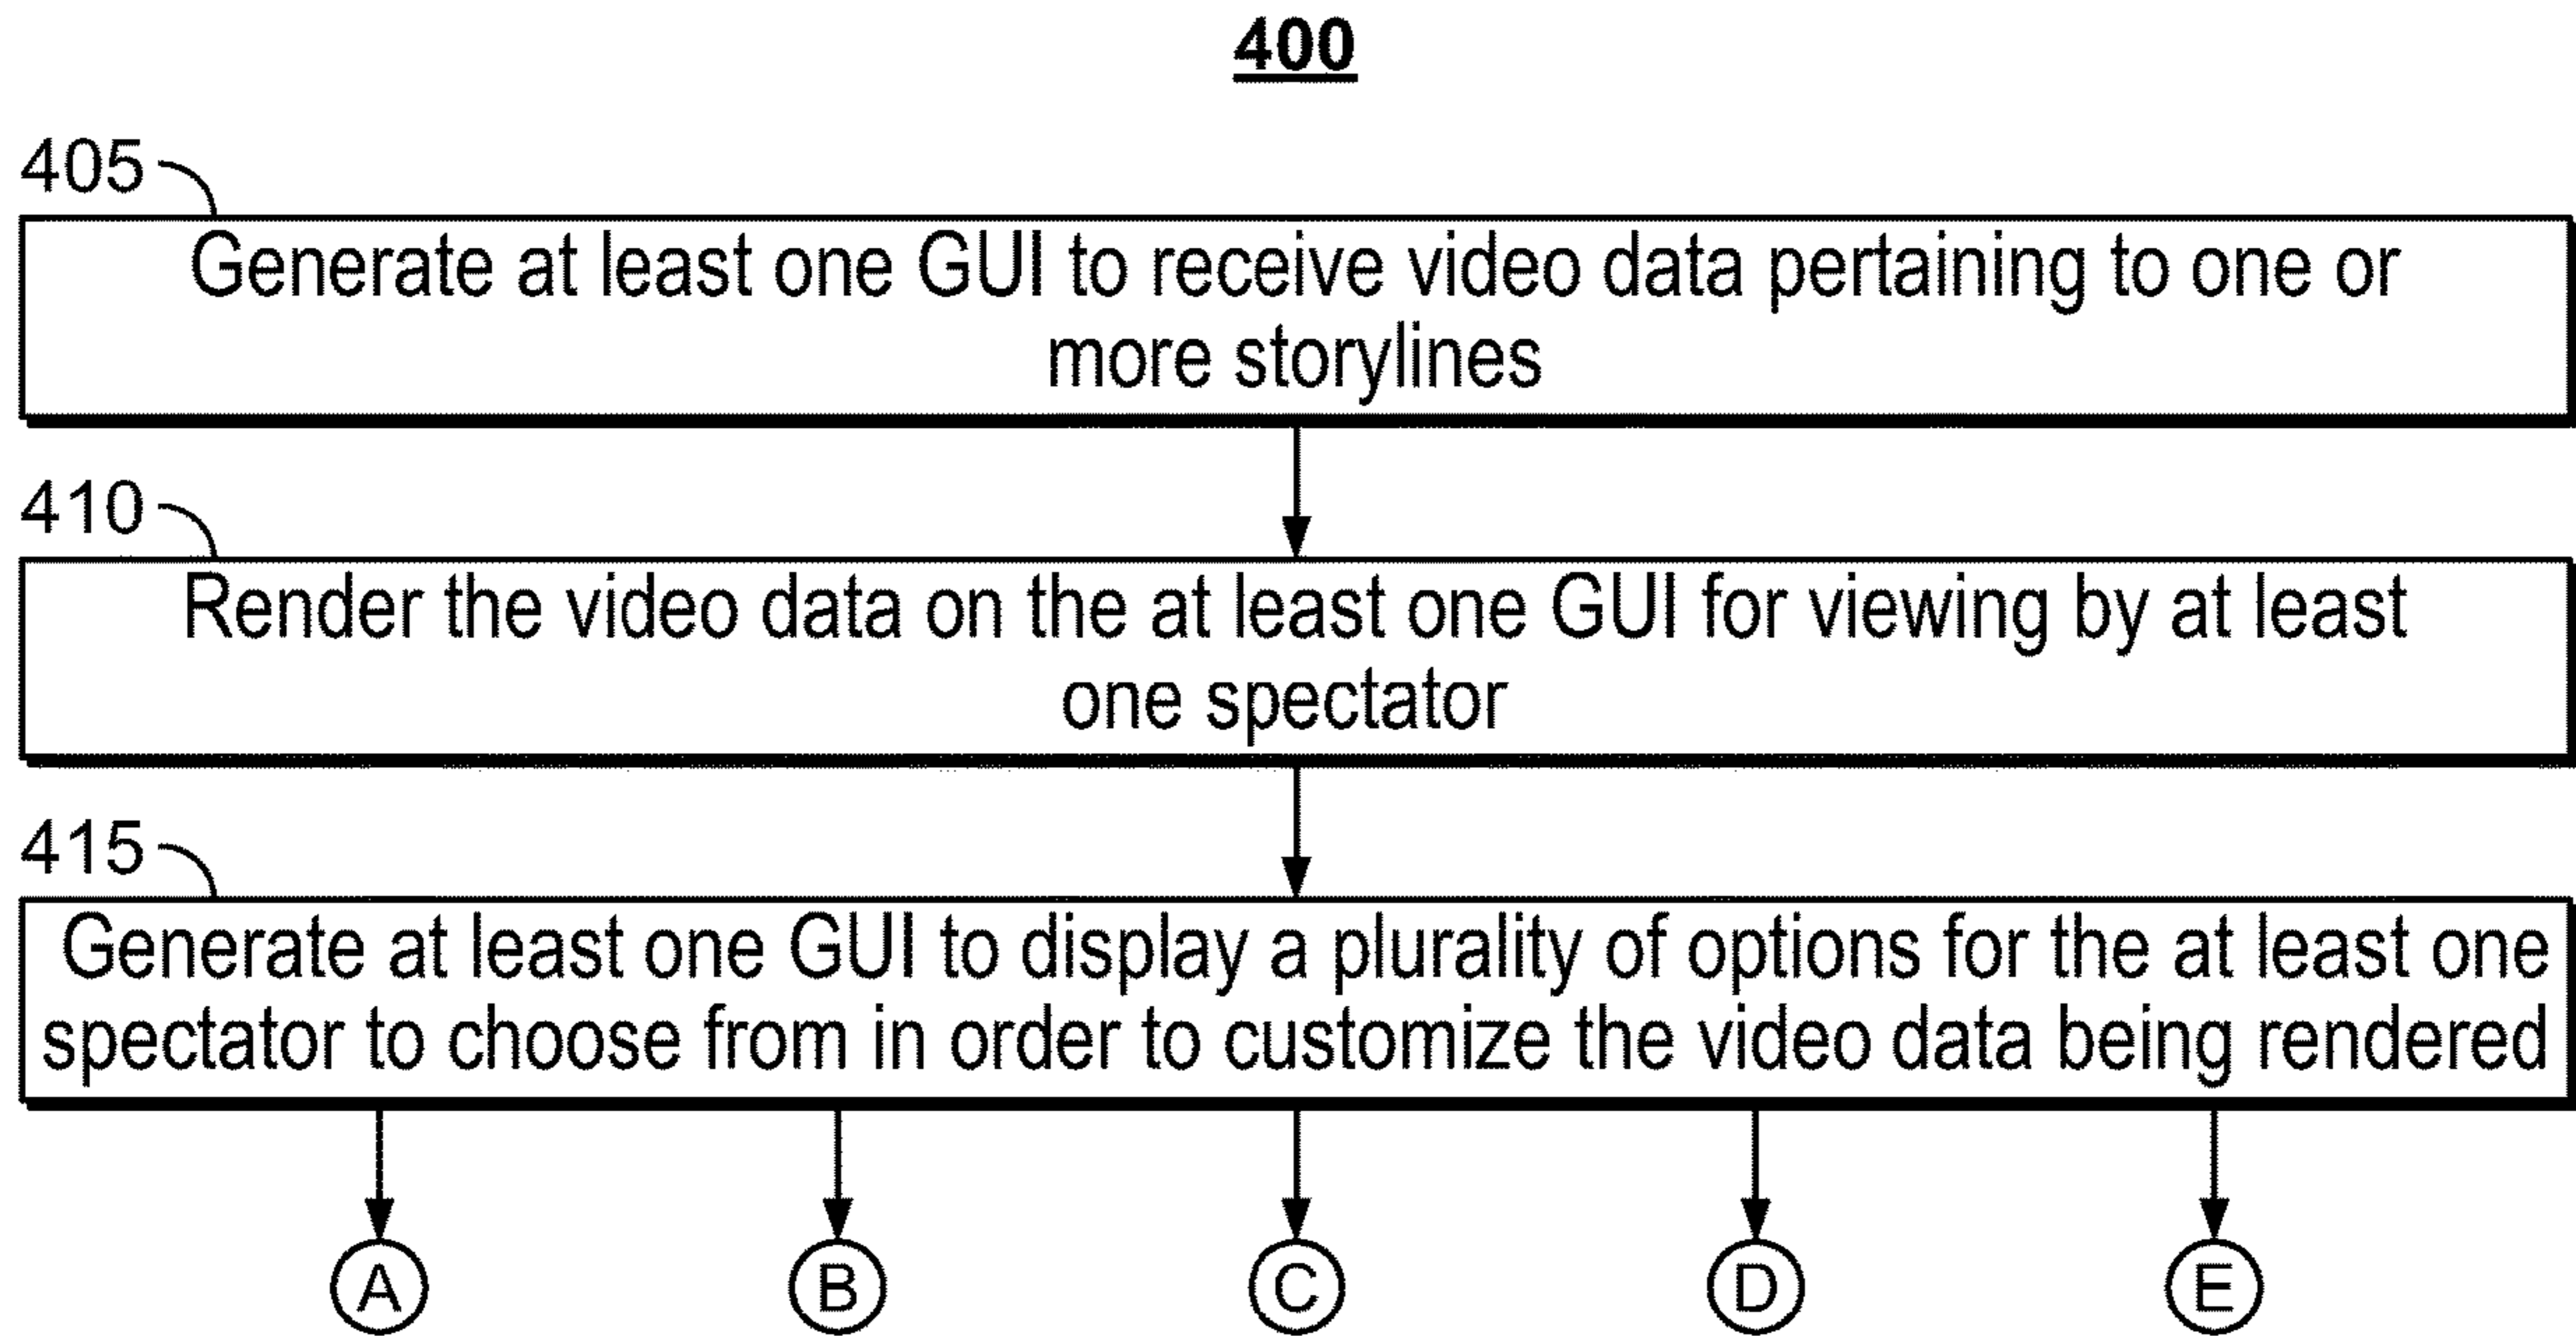 400
405
Generate at least one GUI to receive video data pertaining to one or
more storylines
410
Render the video data on the at least one GUI for viewing by at least
one spectator
415
Generate at least one GUI to display a plurality of options for the at least one
spectator to choose from in order to customize the video data being rendered
A B C D E